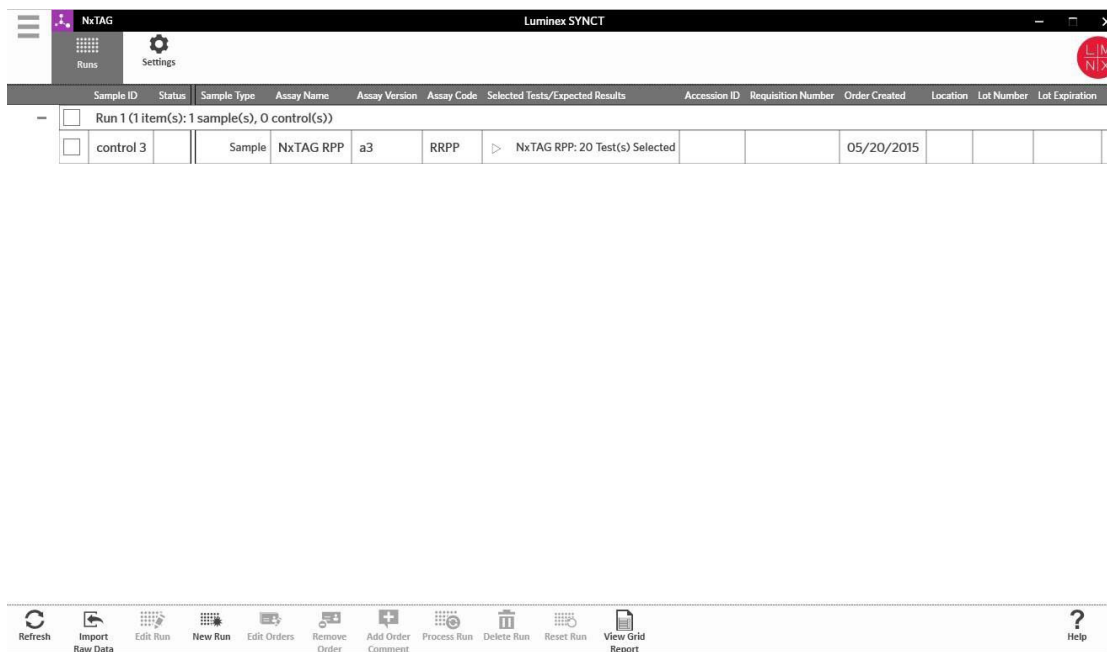 NxTAG
Luminex SYNCT
Runs
Settings
Sample ID Status Sample Type Assay Name Assay Version Assay Code Selected Tests/Expected Results Accession ID Requisition Number Order Created Location Lot Number Lot Expiration
Run 1 (1 item(s): 1 sample(s), 0 control(s))
control 3 Sample NxTAG RPP a3 RRPP NxTAG RPP: 20 Test(s) Selected 05/20/2015
Refresh
Import
Raw Data
Edit Run
New Run
Edit Orders
Remove
Order
Add Order
Comment
Process Run
Delete Run
Reset Run
View Grid
Report
?
Help
L M
N X